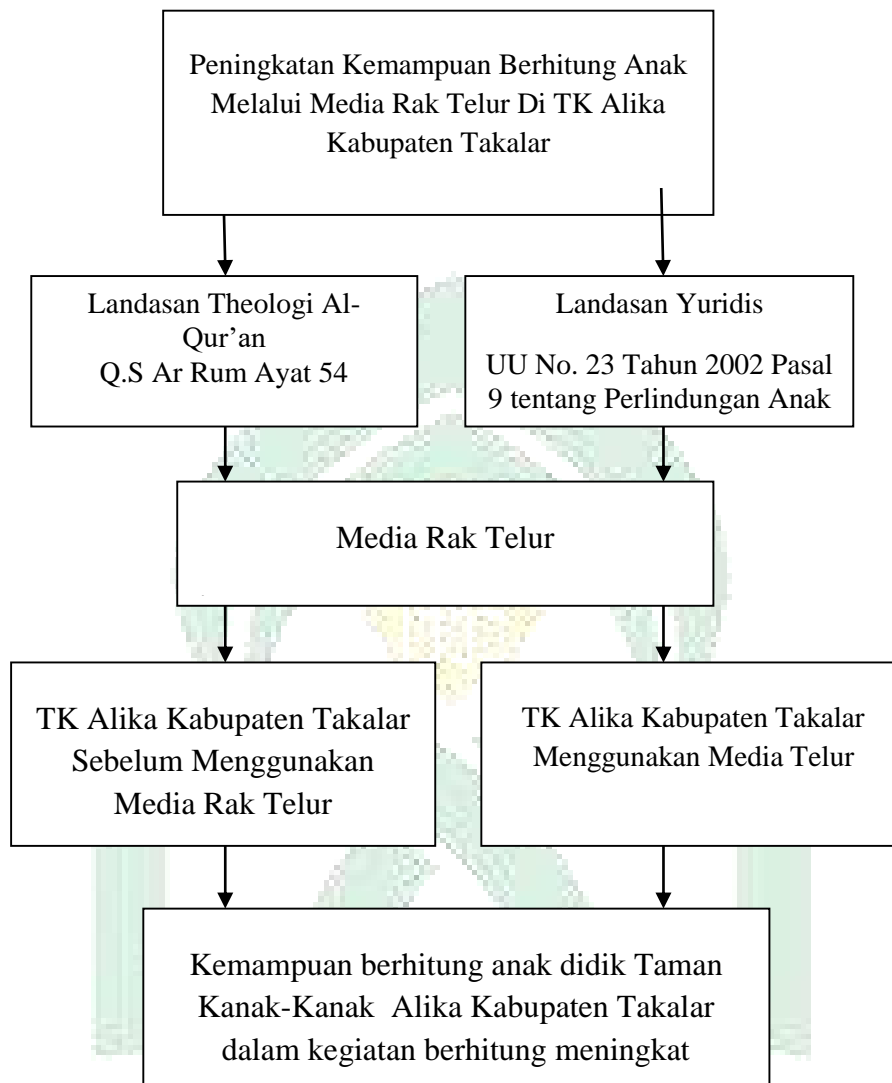 Peningkatan Kemampuan Berhitung Anak
Melalui Media Rak Telur Di TK Alika
Kabupaten Takalar
Landasan Theologi Al-
Qur’an
Q.S Ar Rum Ayat 54
Landasan Yuridis
UU No. 23 Tahun 2002 Pasal
9 tentang Perlindungan Anak
Media Rak Telur
TK Alika Kabupaten Takalar
Sebelum Menggunakan
Media Rak Telur
TK Alika Kabupaten Takalar
Menggunakan Media Telur
Kemampuan berhitung anak didik Taman
Kanak-Kanak Alika Kabupaten Takalar
dalam kegiatan berhitung meningkat